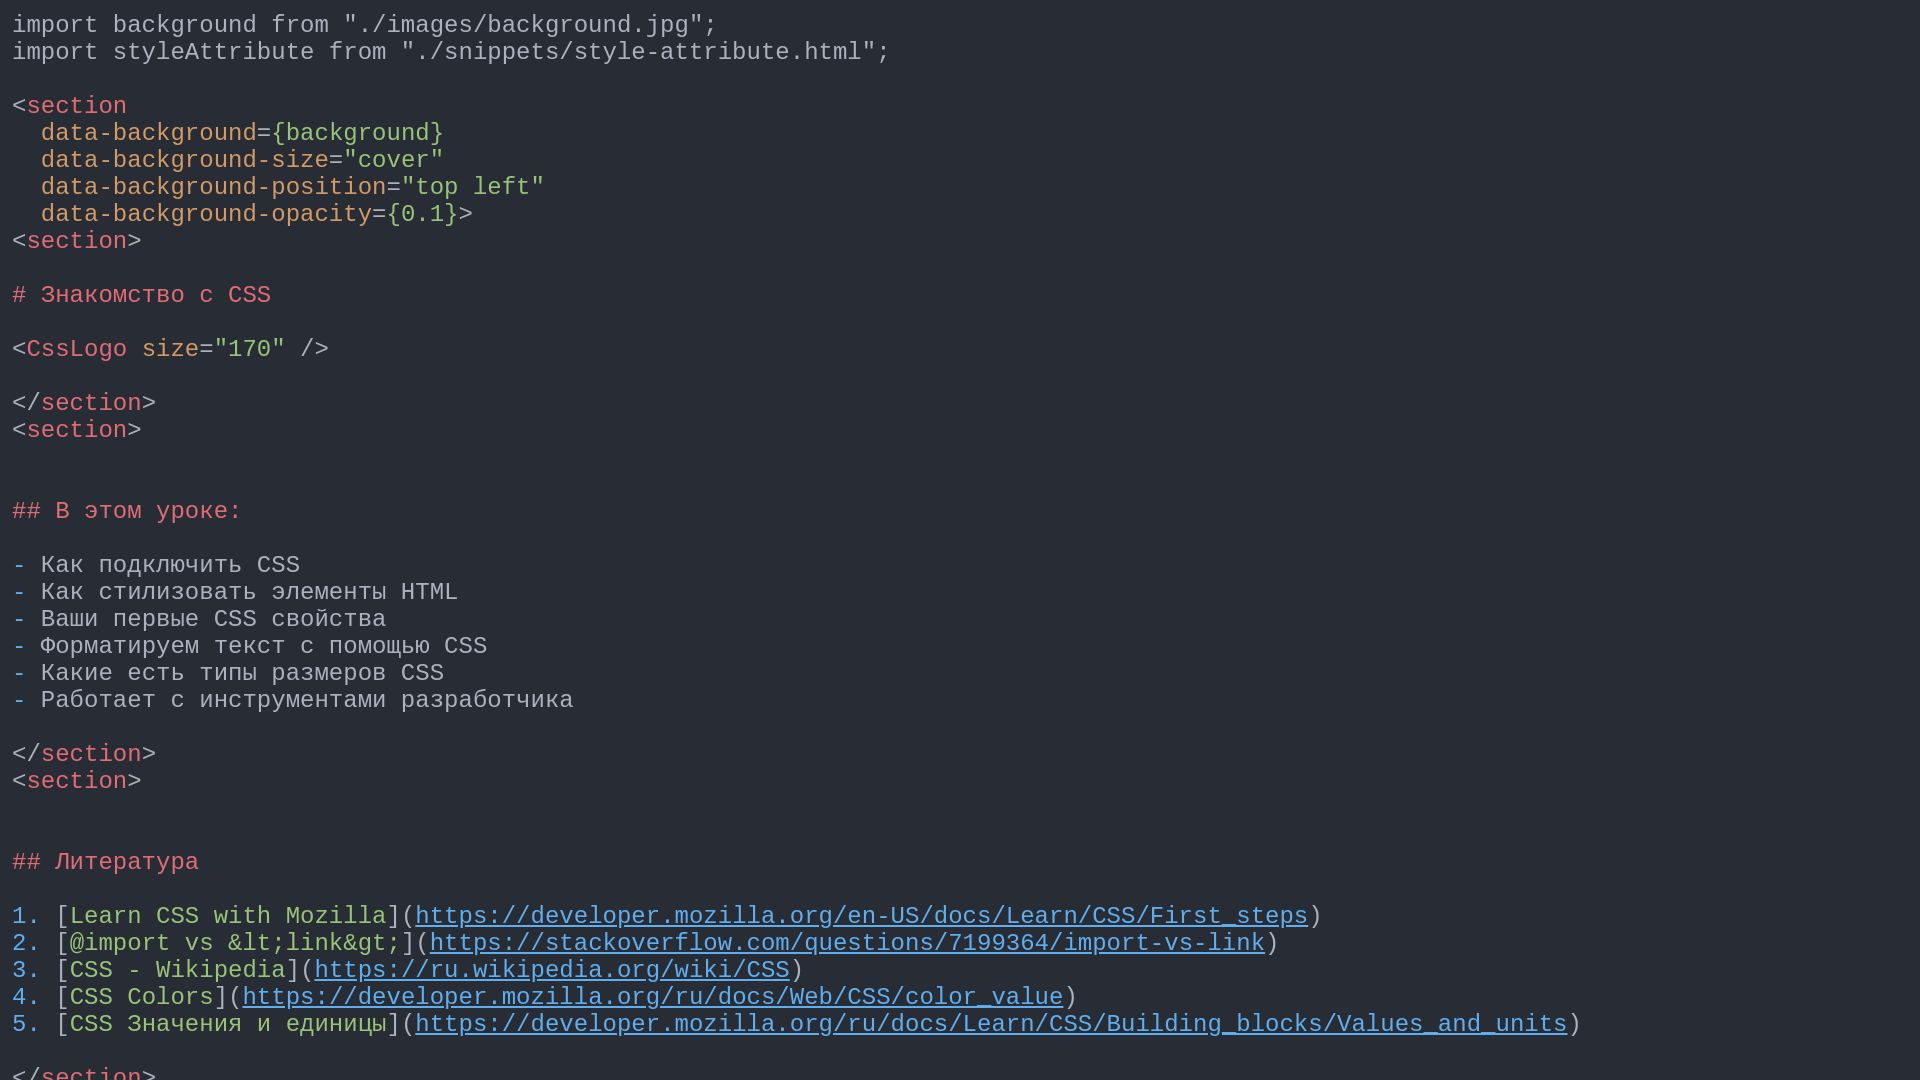 import background from "./images/background.jpg";
import styleAttribute from "./snippets/style-attribute.html";
<section
  data-background={background}
  data-background-size="cover"
  data-background-position="top left"
  data-background-opacity={0.1}>
<section>
# Знакомство с CSS
<CssLogo size="170" />
</section>
<section>
## В этом уроке:
- Как подключить CSS
- Как стилизовать элементы HTML
- Ваши первые CSS свойства
- Форматируем текст с помощью CSS
- Какие есть типы размеров CSS
- Работает с инструментами разработчика
</section>
<section>
## Литература
1. [Learn CSS with Mozilla](https://developer.mozilla.org/en-US/docs/Learn/CSS/First_steps)
2. [@import vs &lt;link&gt;](https://stackoverflow.com/questions/7199364/import-vs-link)
3. [CSS - Wikipedia](https://ru.wikipedia.org/wiki/CSS)
4. [CSS Colors](https://developer.mozilla.org/ru/docs/Web/CSS/color_value)
5. [CSS Значения и единицы](https://developer.mozilla.org/ru/docs/Learn/CSS/Building_blocks/Values_and_units)
</section>